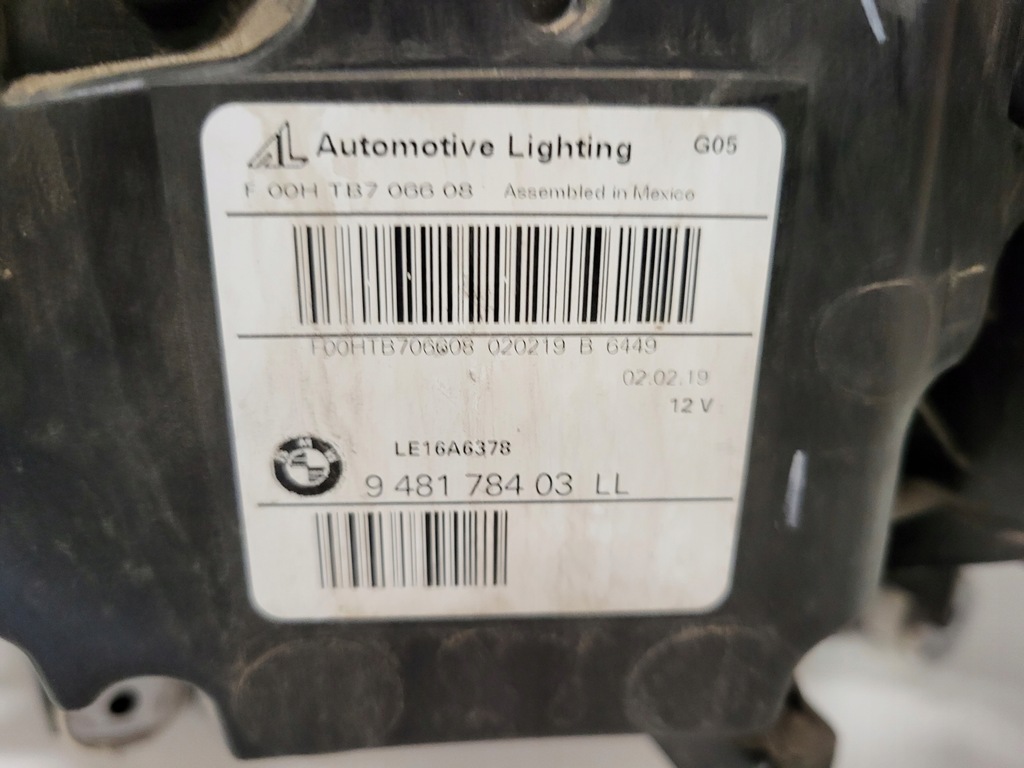 AL Automotive Lighting G05
F 00H TB7 066 08 Assembled in Mexico
F00HTB706608 020219 B 6449
02.02.19
12 V
LE16A6378
9 481 784 03 LL